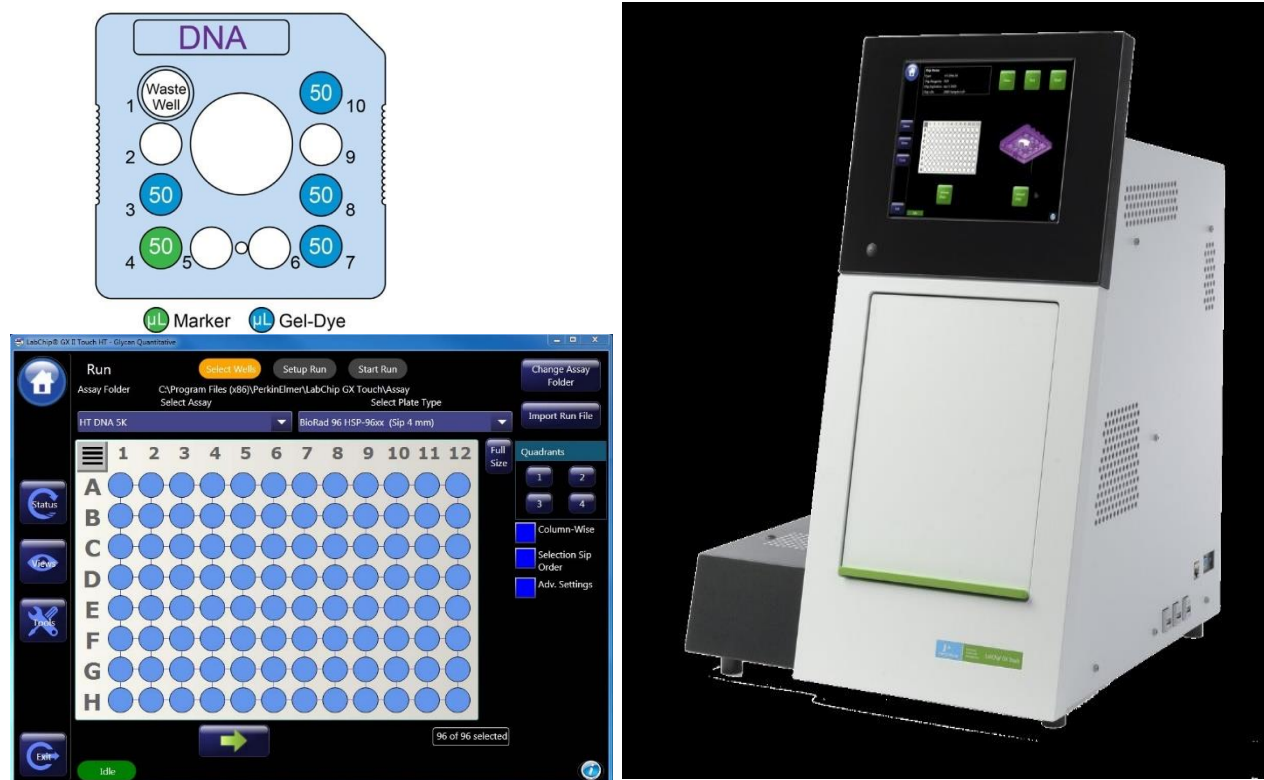 DNA
Waste
Well
1
50
10
2
9
50
3
50
8
50
4
5
6
50
7
µL Marker µL Gel-Dye
LabChip® GX II Touch HT - Glycan Quantitative
Run
Select Wells
Setup Run
Start Run
Change Assay
Folder
Assay Folder C:\Program Files (x86)\PerkinElmer\LabChip GX Touch\Assay
Select Assay
Select Plate Type
HT DNA 5K
BioRad 96 HSP-96xx (Sip 4 mm)
Import Run File
1 2 3 4 5 6 7 8 9 10 11 12
Full
Size
Quadrants
1 2
3 4
A
B
C
D
E
F
G
H
Column-Wise
Selection Sip
Order
Adv. Settings
Status
Views
Tools
Exit
96 of 96 selected
Idle